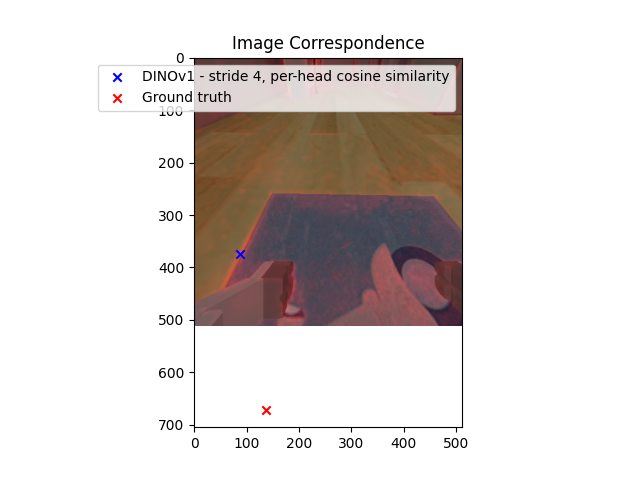 Image Correspondence
DINOv1 - stride 4, per-head cosine similarity
Ground truth
0
100
200
300
400
500
600
700
0 100 200 300 400 500